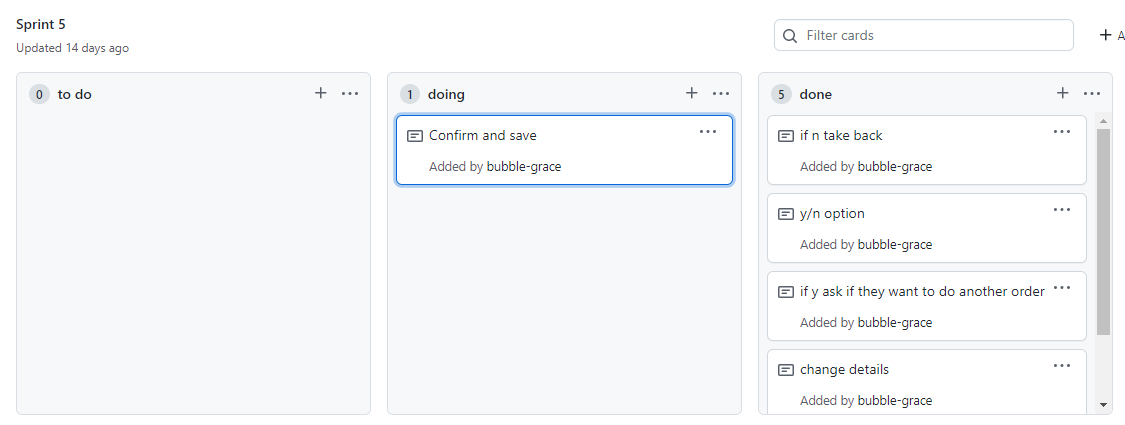 Sprint 5
Updated 14 days ago
Filter cards
+ A
0 to do
1 doing
Confirm and save
Added by bubble-grace
5 done
if n take back
Added by bubble-grace
y/n option
Added by bubble-grace
if y ask if they want to do another order
Added by bubble-grace
change details
Added by bubble-grace